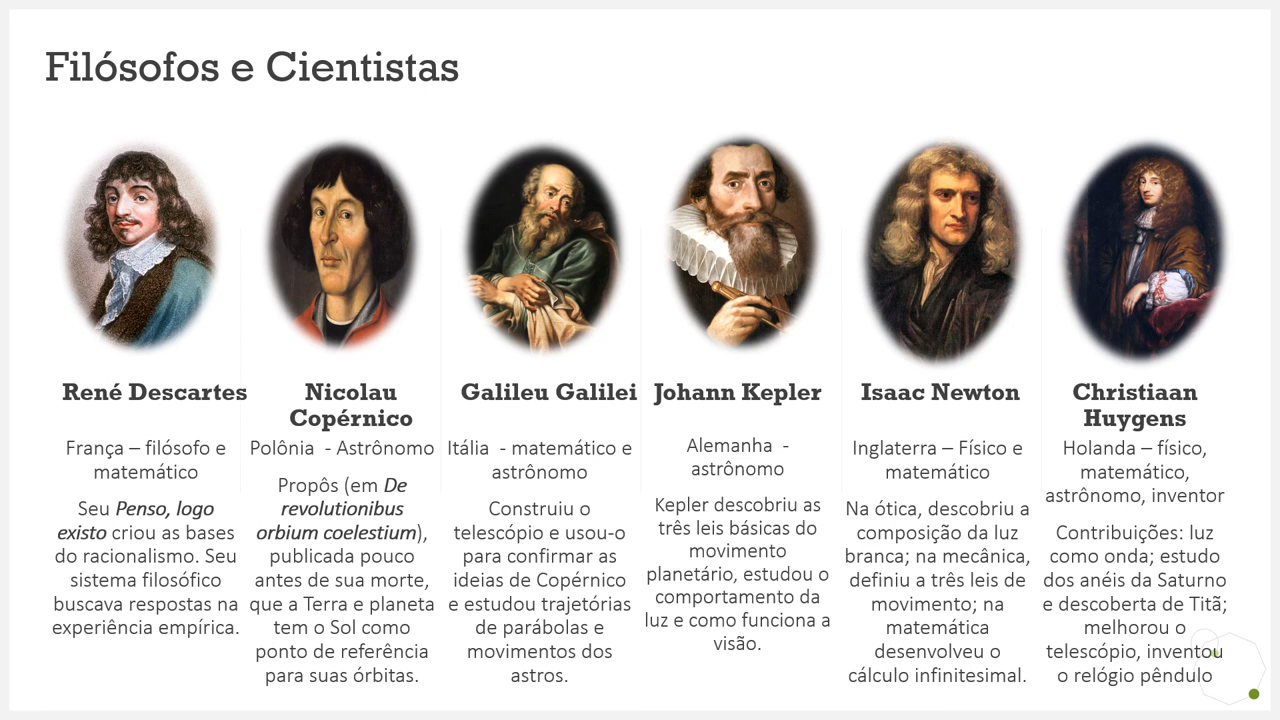 Filósofos e Cientistas
René Descartes
França – filósofo e
matemático
Seu Penso, logo
existo criou as bases
do racionalismo. Seu
sistema filosófico
buscava respostas na
experiência empírica.
Nicolau
Copérnico
Polônia - Astrônomo
Propôs (em De
revolutionibus
orbium coelestium),
publicada pouco
antes de sua morte,
que a Terra e planeta
tem o Sol como
ponto de referência
para suas órbitas.
Galileu Galilei
Itália - matemático e
astrônomo
Construiu o
telescópio e usou-o
para confirmar as
ideias de Copérnico
e estudou trajetórias
de parábolas e
movimentos dos
astros.
Johann Kepler
Alemanha -
astrônomo
Kepler descobriu as
três leis básicas do
movimento
planetário, estudou o
comportamento da
luz e como funciona a
visão.
Isaac Newton
Inglaterra – Físico e
matemático
Na ótica, descobriu a
composição da luz
branca; na mecânica,
definiu a três leis de
movimento; na
matemática
desenvolveu o
cálculo infinitesimal.
Christiaan
Huygens
Holanda – físico,
matemático,
astrônomo, inventor
Contribuições: luz
como onda; estudo
dos anéis da Saturno
e descoberta de Titã;
melhorou o
telescópio, inventou
o relógio pêndulo